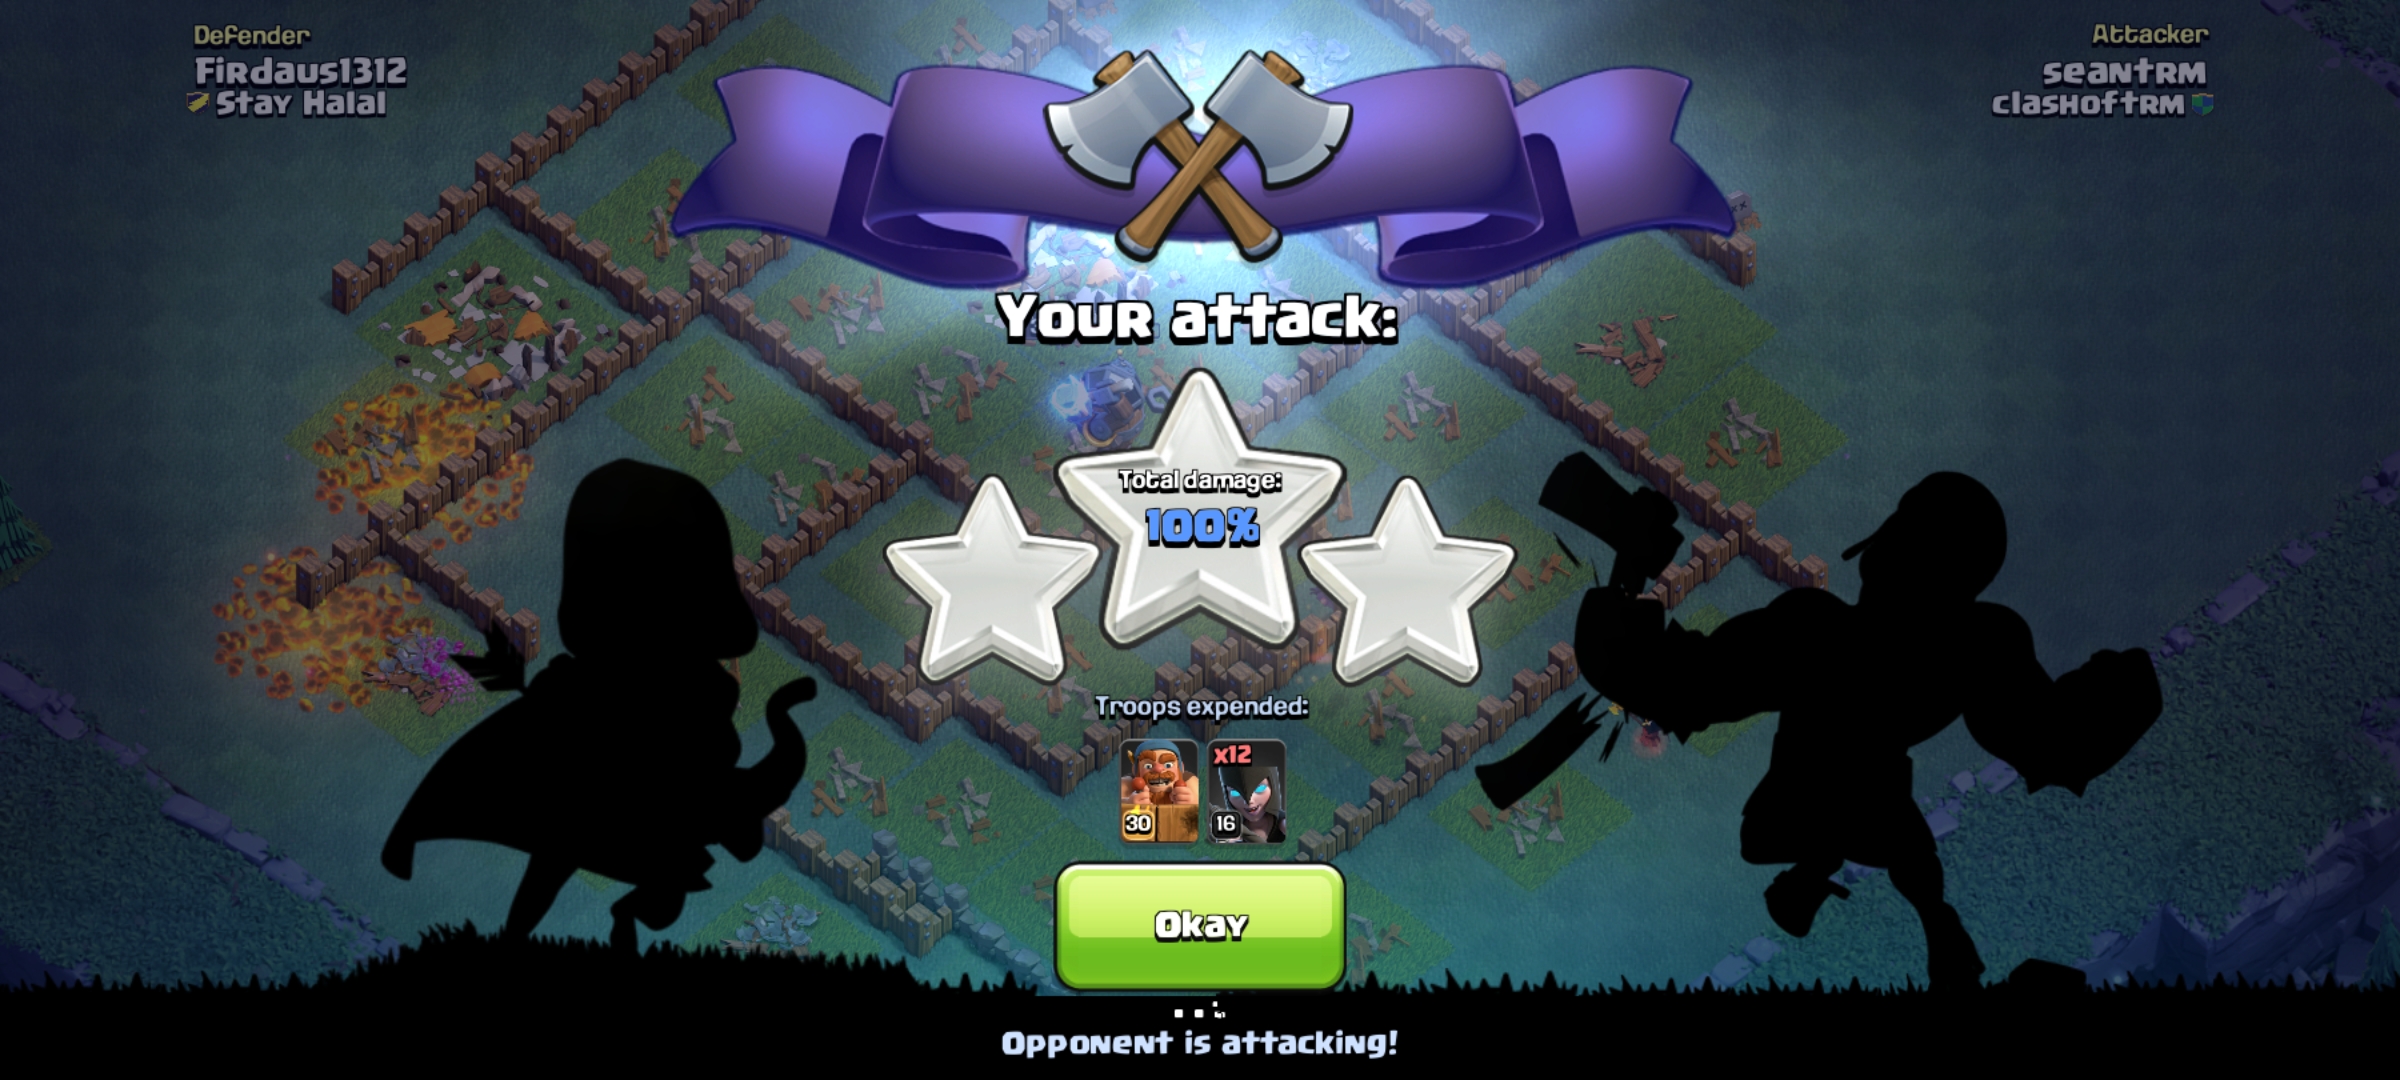 Defender
Firdaus1312
Stay Halal
Attacker
seantRM
clashoftRM
Your attack:
Total damage:
100%
Troops expended:
x12
30
16
Okay
Opponent is attacking!